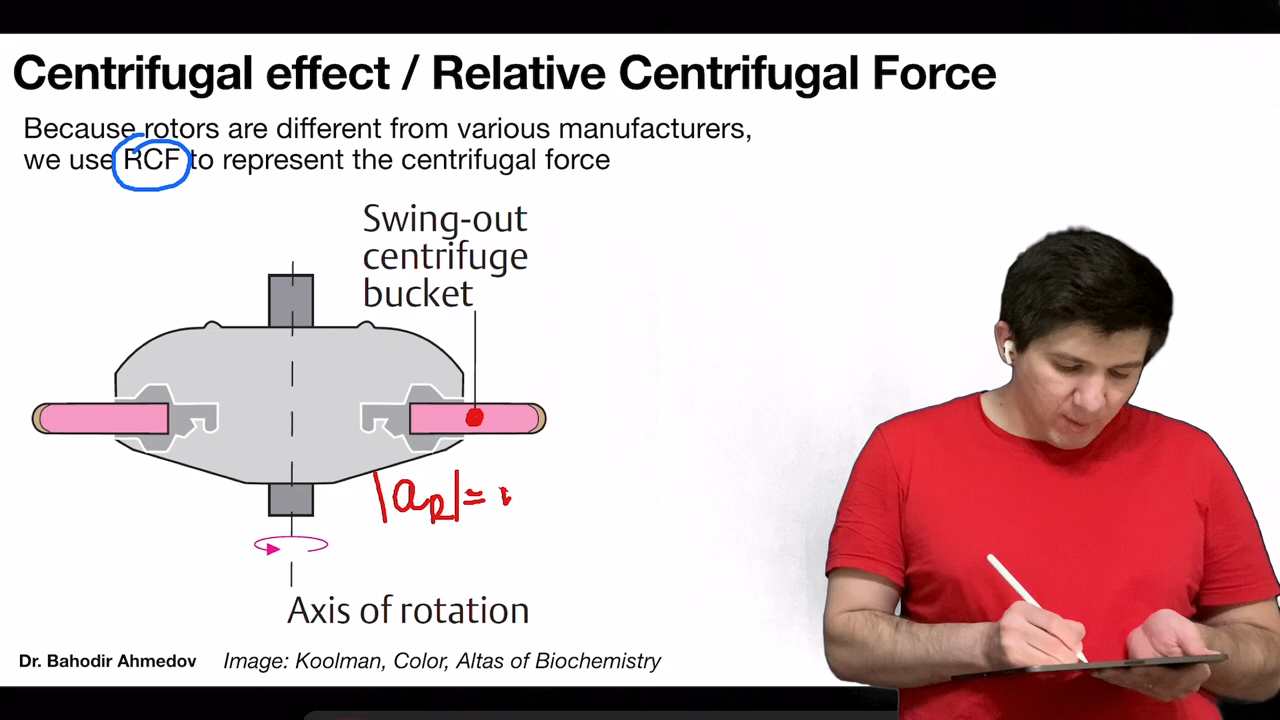 Centrifugal effect / Relative Centrifugal Force
Because rotors are different from various manufacturers,
we use RCF to represent the centrifugal force
Swing-out
centrifuge
bucket
|aR| =
Axis of rotation
Dr. Bahodir Ahmedov
Image: Koolman, Color, Altas of Biochemistry